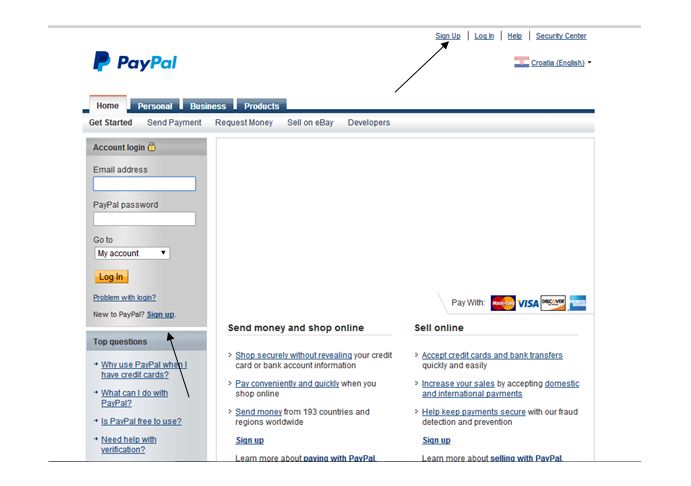 Sign Up Log In Help Security Center
PayPal
Croatia (English)
Home Personal Business Products
Get Started Send Payment Request Money Sell on eBay Developers
Account login
Email address
PayPal password
Go to
My account
Log In
Problem with login?
New to PayPal? Sign up.
Top questions
Why use PayPal when I
have credit cards?
What can I do with
PayPal?
Is PayPal free to use?
Need help with
verification?
Pay With: MasterCard VISA DISCOVER
Send money and shop online
Shop securely without revealing your credit
card or bank account information
Pay conveniently and quickly when you
shop online
Send money from 193 countries and
regions worldwide
Sign up
Learn more about paying with PayPal.
Sell online
Accept credit cards and bank transfers
quickly and easily
Increase your sales by accepting domestic
and international payments
Help keep payments secure with our fraud
detection and prevention
Sign up
Learn more about selling with PayPal.